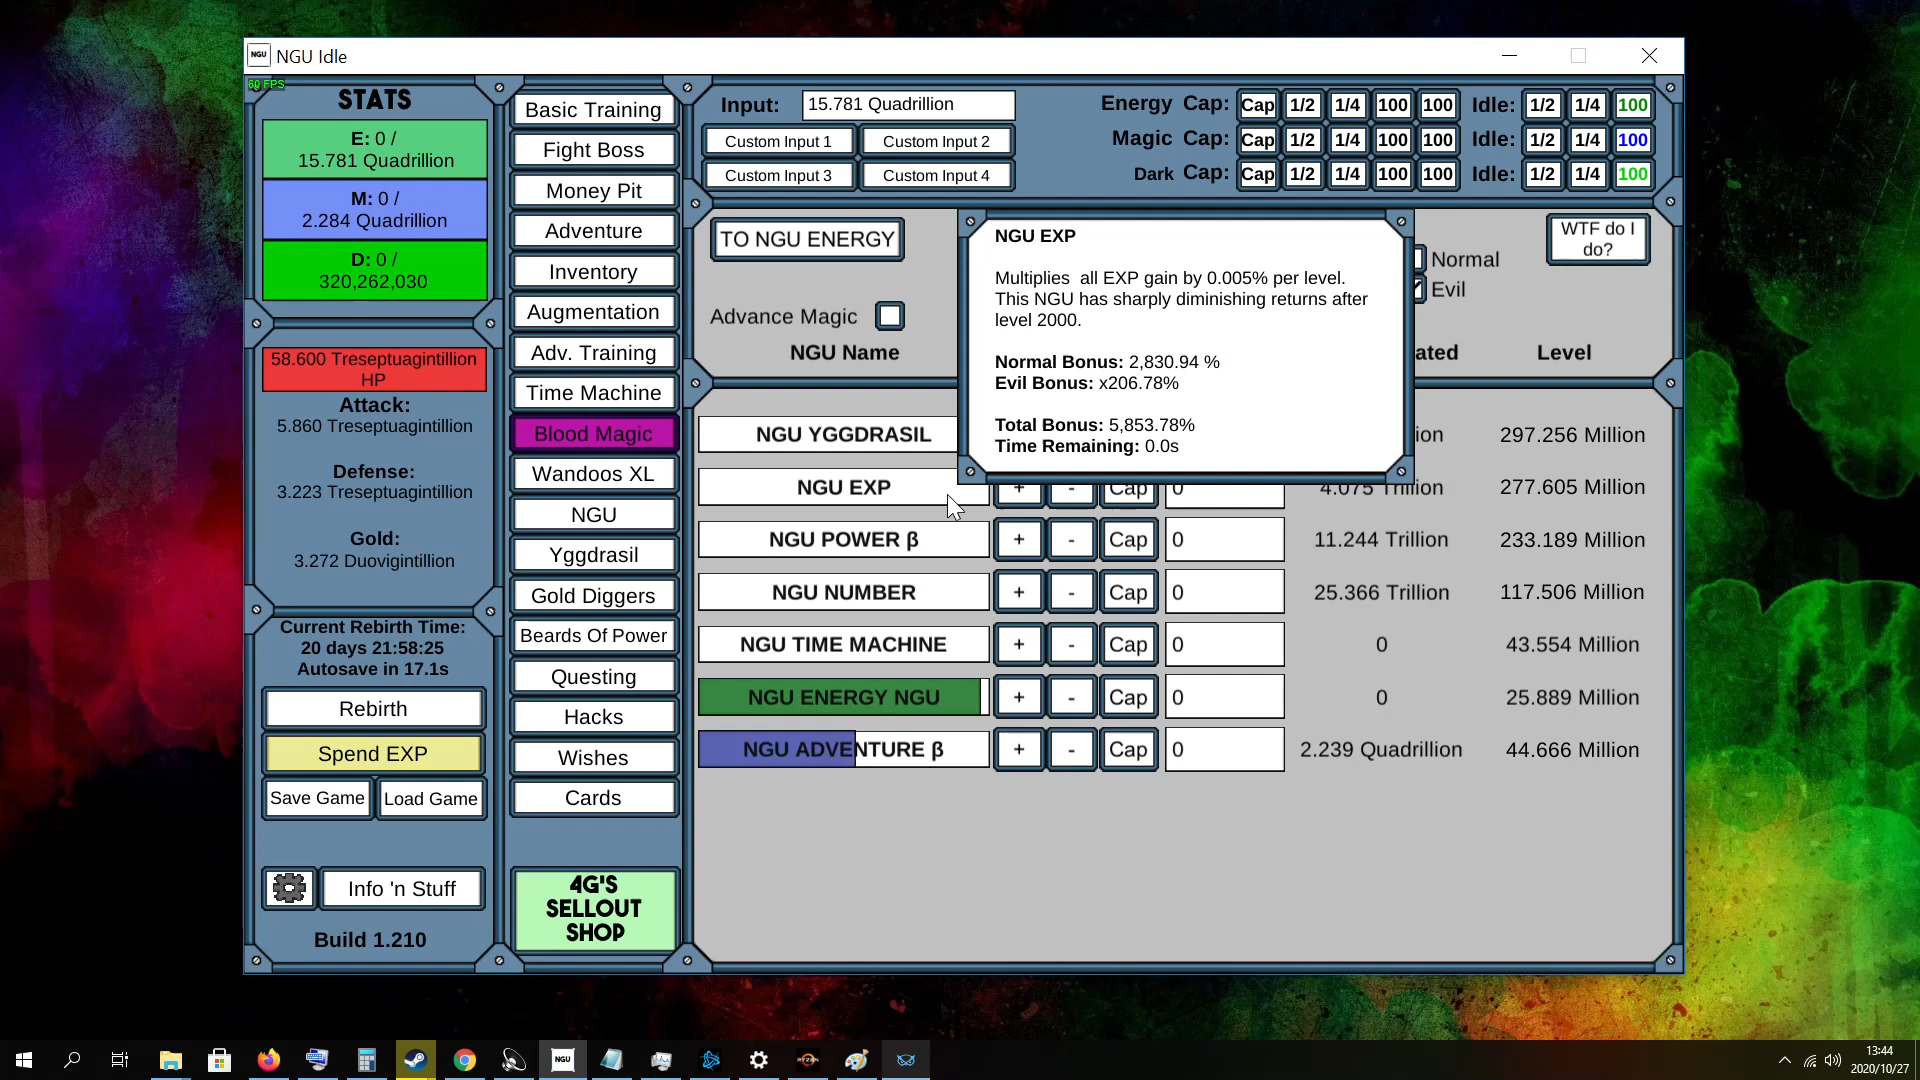 NGU NGU Idle
60 FPS
STATS
E: 0 /
15.781 Quadrillion
M: 0 /
2.284 Quadrillion
D: 0 /
320,262,030
58.600 Treseptuagintillion
HP
Attack:
5.860 Treseptuagintillion
Defense:
3.223 Treseptuagintillion
Gold:
3.272 Duovigintillion
Current Rebirth Time:
20 days 21:58:25
Autosave in 17.1s
Rebirth
Spend EXP
Save Game Load Game
Info 'n Stuff
Build 1.210
Basic Training
Fight Boss
Money Pit
Adventure
Inventory
Augmentation
Adv. Training
Time Machine
Blood Magic
Wandoos XL
NGU
Yggdrasil
Gold Diggers
Beards Of Power
Questing
Hacks
Wishes
Cards
4G'S
SELLOUT
SHOP
Input: 15.781 Quadrillion
Custom Input 1 Custom Input 2
Custom Input 3 Custom Input 4
Energy Cap: Cap 1/2 1/4 100 100 Idle: 1/2 1/4 100
Magic Cap: Cap 1/2 1/4 100 100 Idle: 1/2 1/4 100
Dark Cap: Cap 1/2 1/4 100 100 Idle: 1/2 1/4 100
TO NGU ENERGY
Advance Magic
NGU Name
NGU EXP
Multiplies all EXP gain by 0.005% per level.
This NGU has sharply diminishing returns after
level 2000.
Normal Bonus: 2,830.94 %
Evil Bonus: x206.78%
Total Bonus: 5,853.78%
Time Remaining: 0.0s
Normal
Evil
WTF do I
do?
ated Level
NGU YGGDRASIL ion 297.256 Million
NGU EXP + - Cap 0 4.075 Trillion 277.605 Million
NGU POWER β + - Cap 0 11.244 Trillion 233.189 Million
NGU NUMBER + - Cap 0 25.366 Trillion 117.506 Million
NGU TIME MACHINE + - Cap 0 0 43.554 Million
NGU ENERGY NGU + - Cap 0 0 25.889 Million
NGU ADVENTURE β + - Cap 0 2.239 Quadrillion 44.666 Million
NGU
RYZEN
13:44
2020/10/27